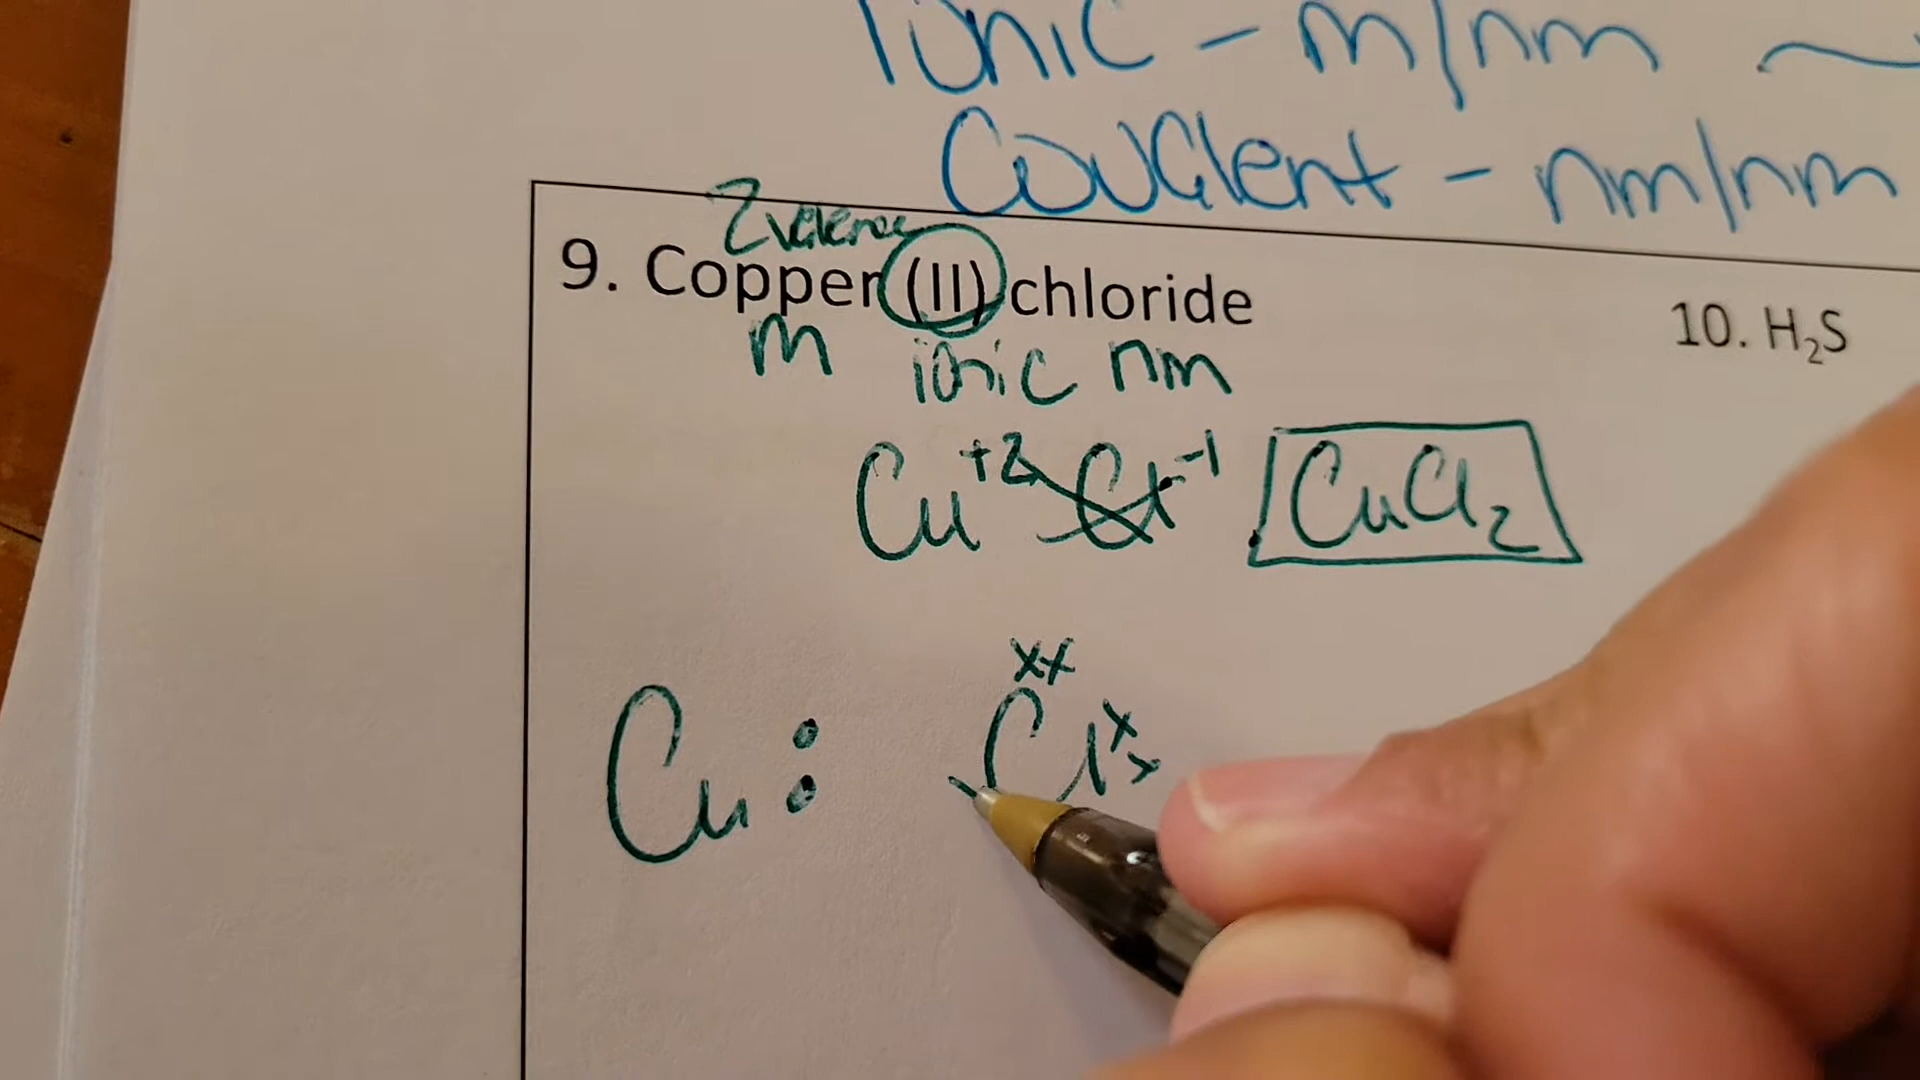 ionic - m/nm
Covalent - nm/nm
2 valence
9. Copper (II) chloride
10. H₂S
m ionic nm
Cu⁺² Cl⁻¹ CuCl₂
xx
Cu: Cl x x